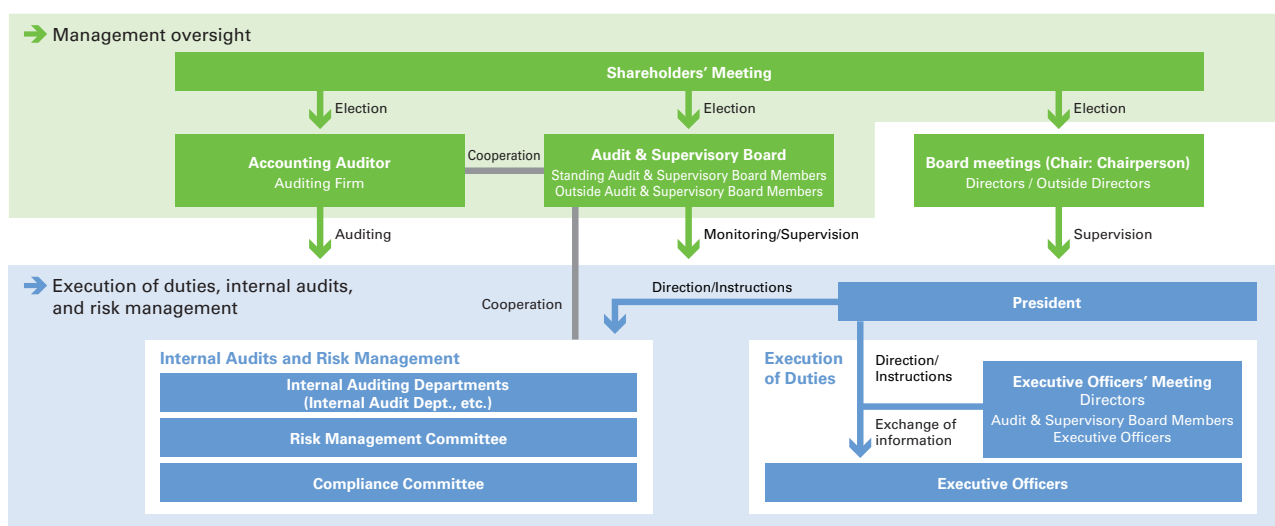 Management oversight
Shareholders' Meeting
Election
Election
Election
Accounting Auditor
Auditing Firm
Cooperation
Audit & Supervisory Board
Standing Audit & Supervisory Board Members
Outside Audit & Supervisory Board Members
Board meetings (Chair: Chairperson)
Directors / Outside Directors
Auditing
Monitoring/Supervision
Supervision
Execution of duties, internal audits,
and risk management
Cooperation
Direction/Instructions
President
Internal Audits and Risk Management
Internal Auditing Departments
(Internal Audit Dept., etc.)
Risk Management Committee
Compliance Committee
Execution
of Duties
Direction/
Instructions
Exchange of
information
Executive Officers' Meeting
Directors
Audit & Supervisory Board Members
Executive Officers
Executive Officers